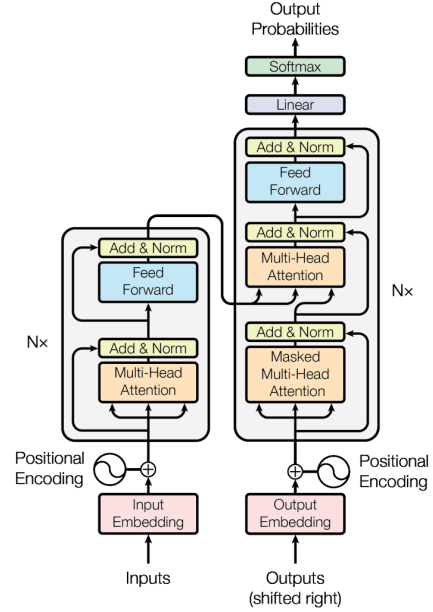 Output
Probabilities
Softmax
Linear
Add & Norm
Feed
Forward
Add & Norm
Multi-Head
Attention
Add & Norm
Masked
Multi-Head
Attention
N×
Add & Norm
Feed
Forward
Add & Norm
Multi-Head
Attention
N×
Positional
Encoding
Positional
Encoding
Input
Embedding
Output
Embedding
Inputs
Outputs
(shifted right)